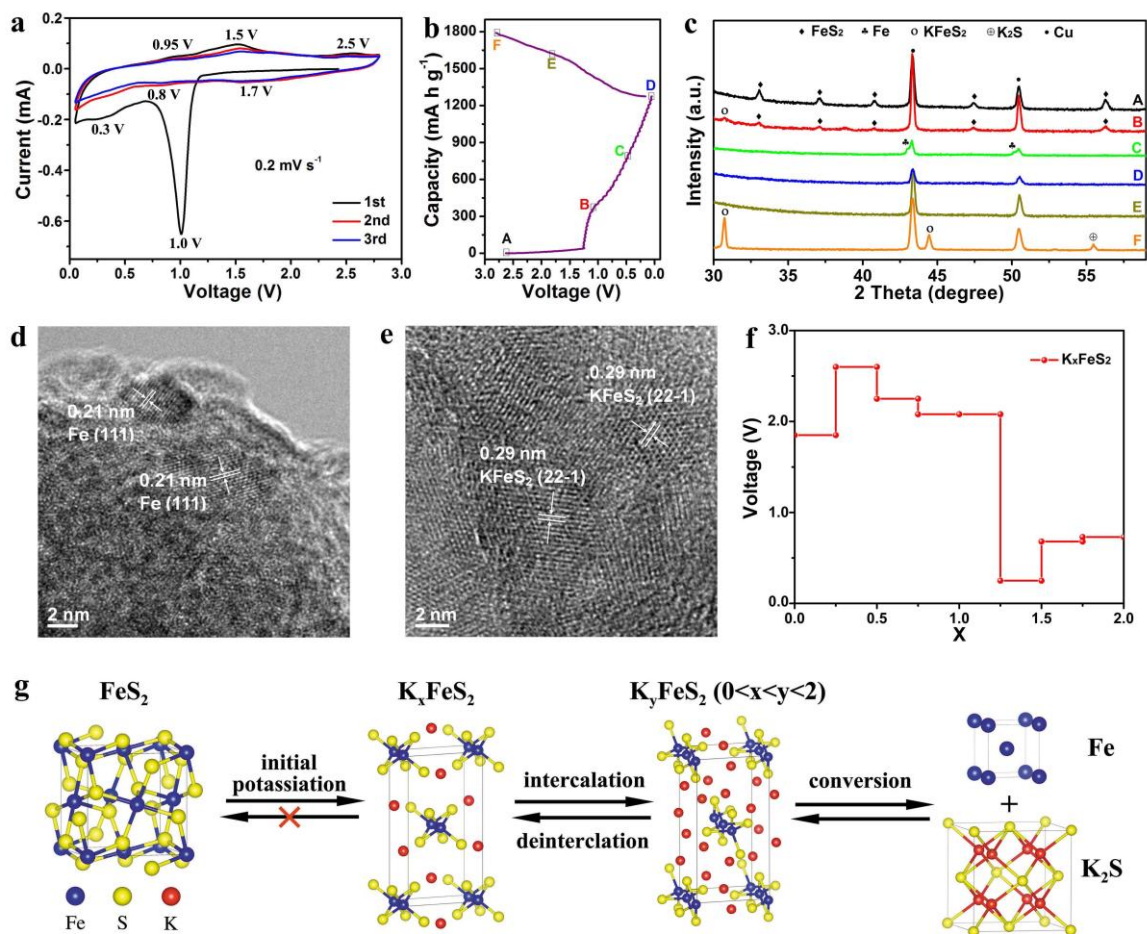 a
0.2
0.0
-0.2
-0.4
-0.6
Current (mA)
0.95 V
1.5 V
2.5 V
0.3 V
0.8 V
1.7 V
1.0 V
0.2 mV s⁻¹
1st
2nd
3rd
0.0 0.5 1.0 1.5 2.0 2.5 3.0
Voltage (V)
b
1800
1500
1200
900
600
300
0
Capacity (mA h g⁻¹)
F
E
D
C
B
A
3.0 2.0 1.0 0.0
Voltage (V)
c
FeS₂ Fe KFeS₂ K₂S Cu
Intensity (a.u.)
A
B
C
D
E
F
o
o
o
30 35 40 45 50 55
2 Theta (degree)
d
0.21 nm
Fe (111)
0.21 nm
Fe (111)
2 nm
e
0.29 nm
KFeS₂ (22-1)
0.29 nm
KFeS₂ (22-1)
2 nm
f
3.0
2.0
1.0
0.0
Voltage (V)
KₓFeS₂
0.0 0.5 1.0 1.5 2.0
X
g
FeS₂
KₓFeS₂
KyFeS₂ (0<x<y<2)
initial
potassiation
intercalation
deinterclation
conversion
Fe
+
K₂S
Fe S K